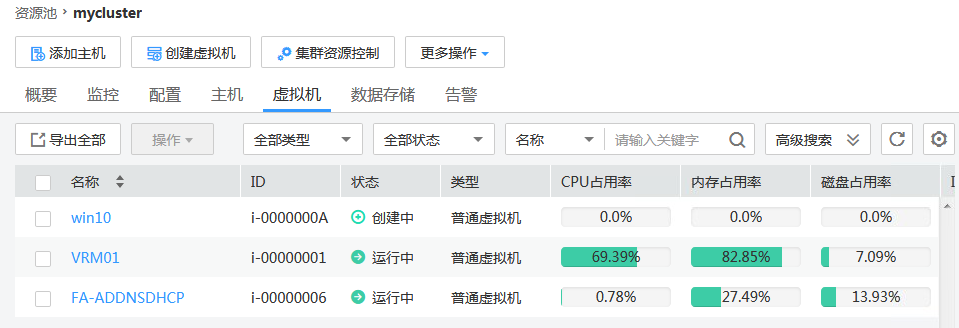 资源池 > mycluster
添加主机 创建虚拟机 集群资源控制 更多操作
概要 监控 配置 主机 虚拟机 数据存储 告警
导出全部 操作 全部类型 全部状态 名称 请输入关键字 高级搜索
名称 ID 状态 类型 CPU占用率 内存占用率 磁盘占用率
win10 i-0000000A 创建中 普通虚拟机 0.0% 0.0% 0.0%
VRM01 i-00000001 运行中 普通虚拟机 69.39% 82.85% 7.09%
FA-ADDNSDHCP i-00000006 运行中 普通虚拟机 0.78% 27.49% 13.93%